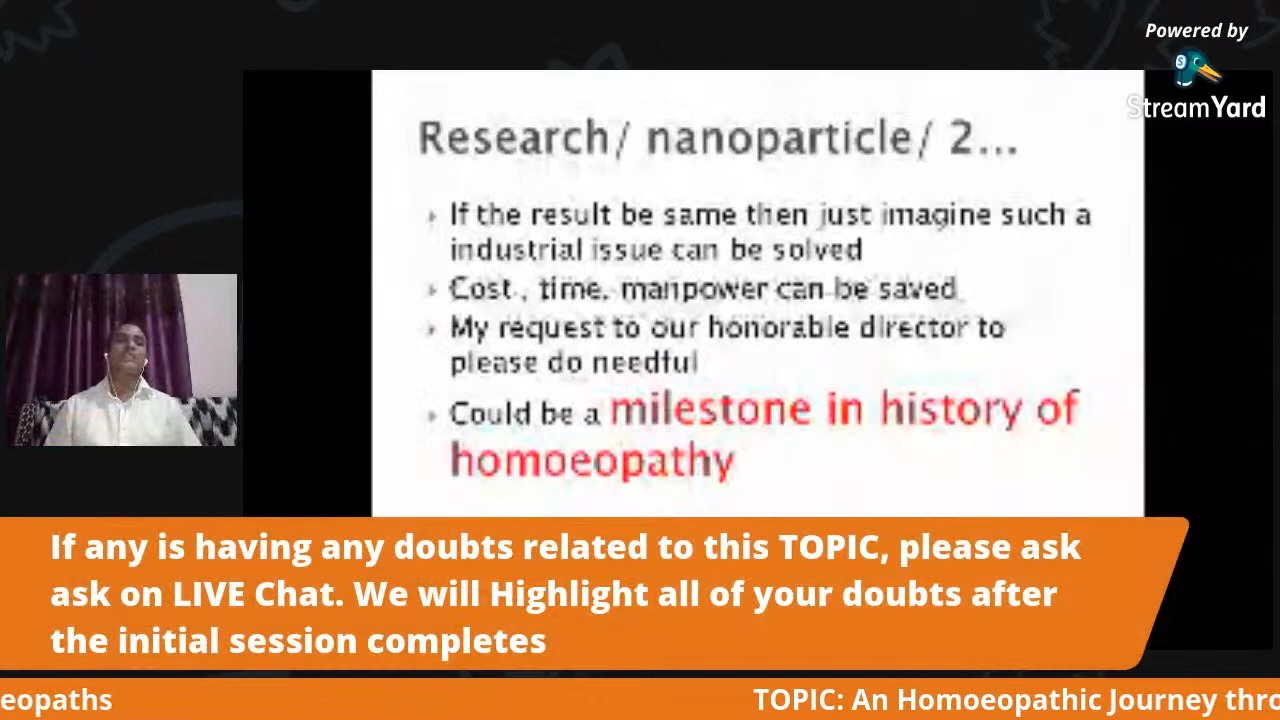 Powered by
StreamYard
Research/ nanoparticle/ 2...
If the result be same then just imagine such a
industrial issue can be solved
Cost , time, manpower can be saved
My request to our honorable director to
please do needful
Could be a milestone in history of
homoeopathy
If any is having any doubts related to this TOPIC, please ask
ask on LIVE Chat. We will Highlight all of your doubts after
the initial session completes
eopaths
TOPIC: An Homoeopathic Journey thro